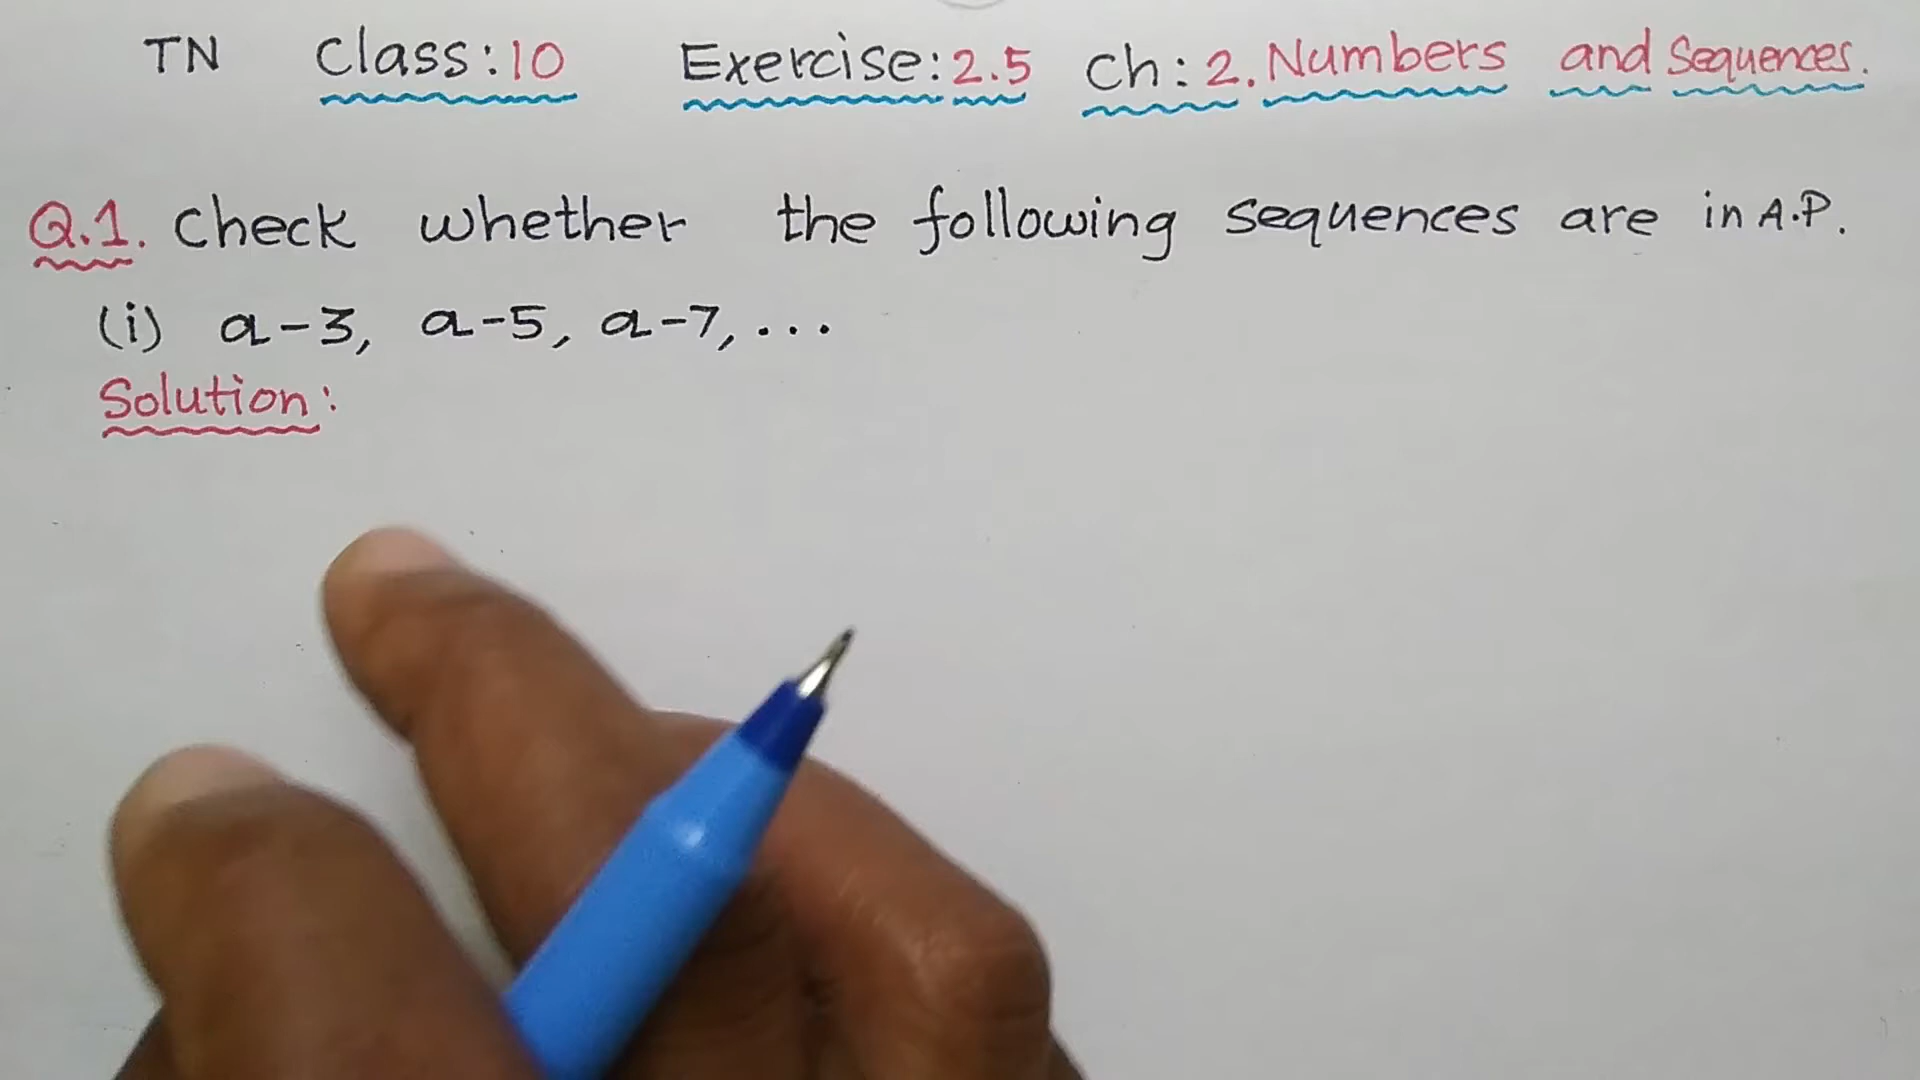 TN Class:10 Exercise:2.5 Ch:2. Numbers and Sequences.
Q.1. Check whether the following sequences are in A.P.
(i) a-3, a-5, a-7, ...
Solution: